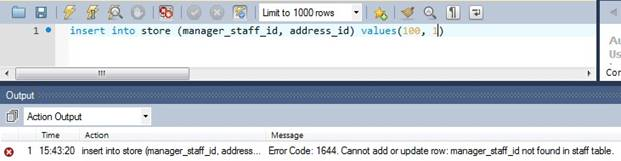 Limit to 1000 rows
1 insert into store (manager_staff_id, address_id) values(100, 1)
Output
Action Output
Time Action Message
1 15:43:20 insert into store (manager_staff_id, address... Error Code: 1644. Cannot add or update row: manager_staff_id not found in staff table.